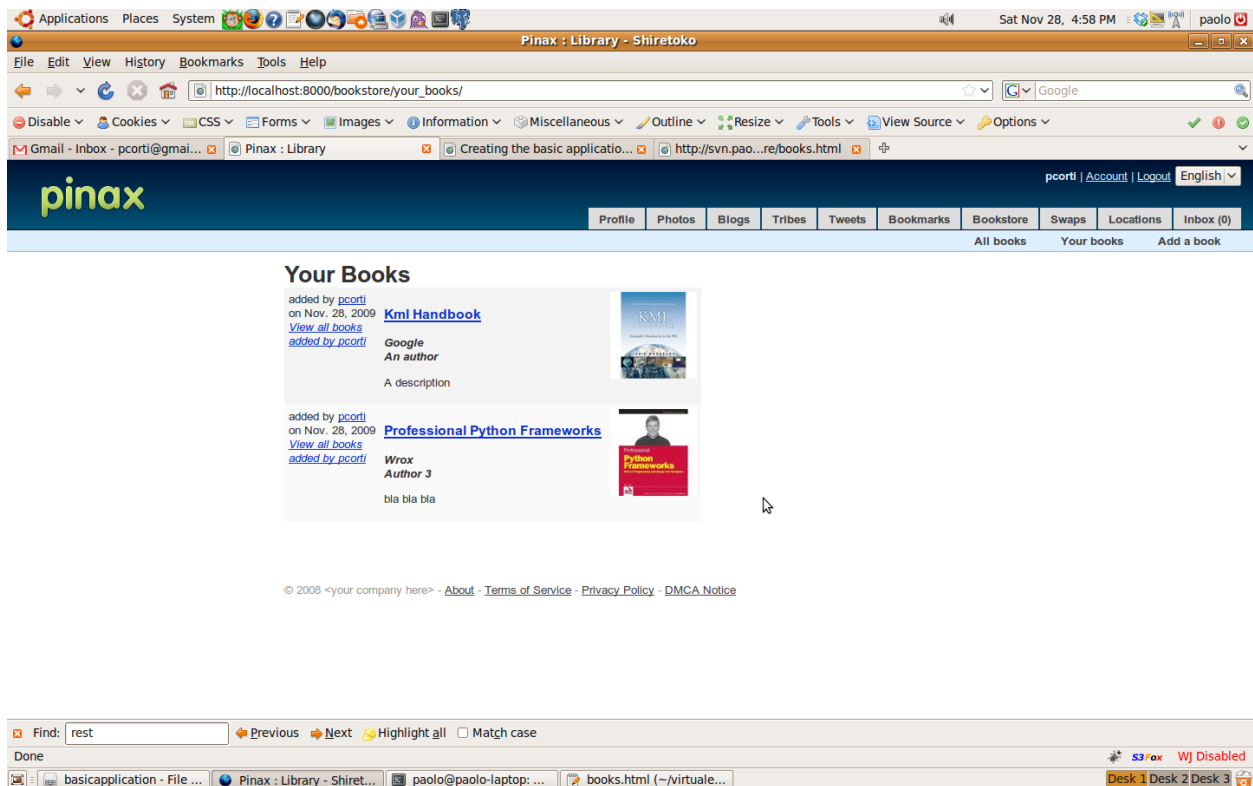 Applications Places System
Sat Nov 28, 4:58 PM paolo
Pinax : Library - Shiretoko
File Edit View History Bookmarks Tools Help
http://localhost:8000/bookstore/your_books/
Google
Disable Cookies CSS Forms Images Information Miscellaneous Outline Resize Tools View Source Options
Gmail - Inbox - pcorti@gmai... Pinax : Library Creating the basic applicatio... http://svn.pao...re/books.html
pinax
pcorti | Account | Logout English
Profile Photos Blogs Tribes Tweets Bookmarks Bookstore Swaps Locations Inbox (0)
All books Your books Add a book
Your Books
added by pcorti
on Nov. 28, 2009
View all books
added by pcorti
Kml Handbook
Google
An author
A description
KML
added by pcorti
on Nov. 28, 2009
View all books
added by pcorti
Professional Python Frameworks
Wrox
Author 3
bla bla bla
Professional
Python
Frameworks
© 2008 <your company here> - About - Terms of Service - Privacy Policy - DMCA Notice
Find: rest Previous Next Highlight all Match case
Done
S3Fox WJ Disabled
basicapplication - File ... Pinax : Library - Shiret... paolo@paolo-laptop: ... books.html (~/virtuale...
Desk 1 Desk 2 Desk 3